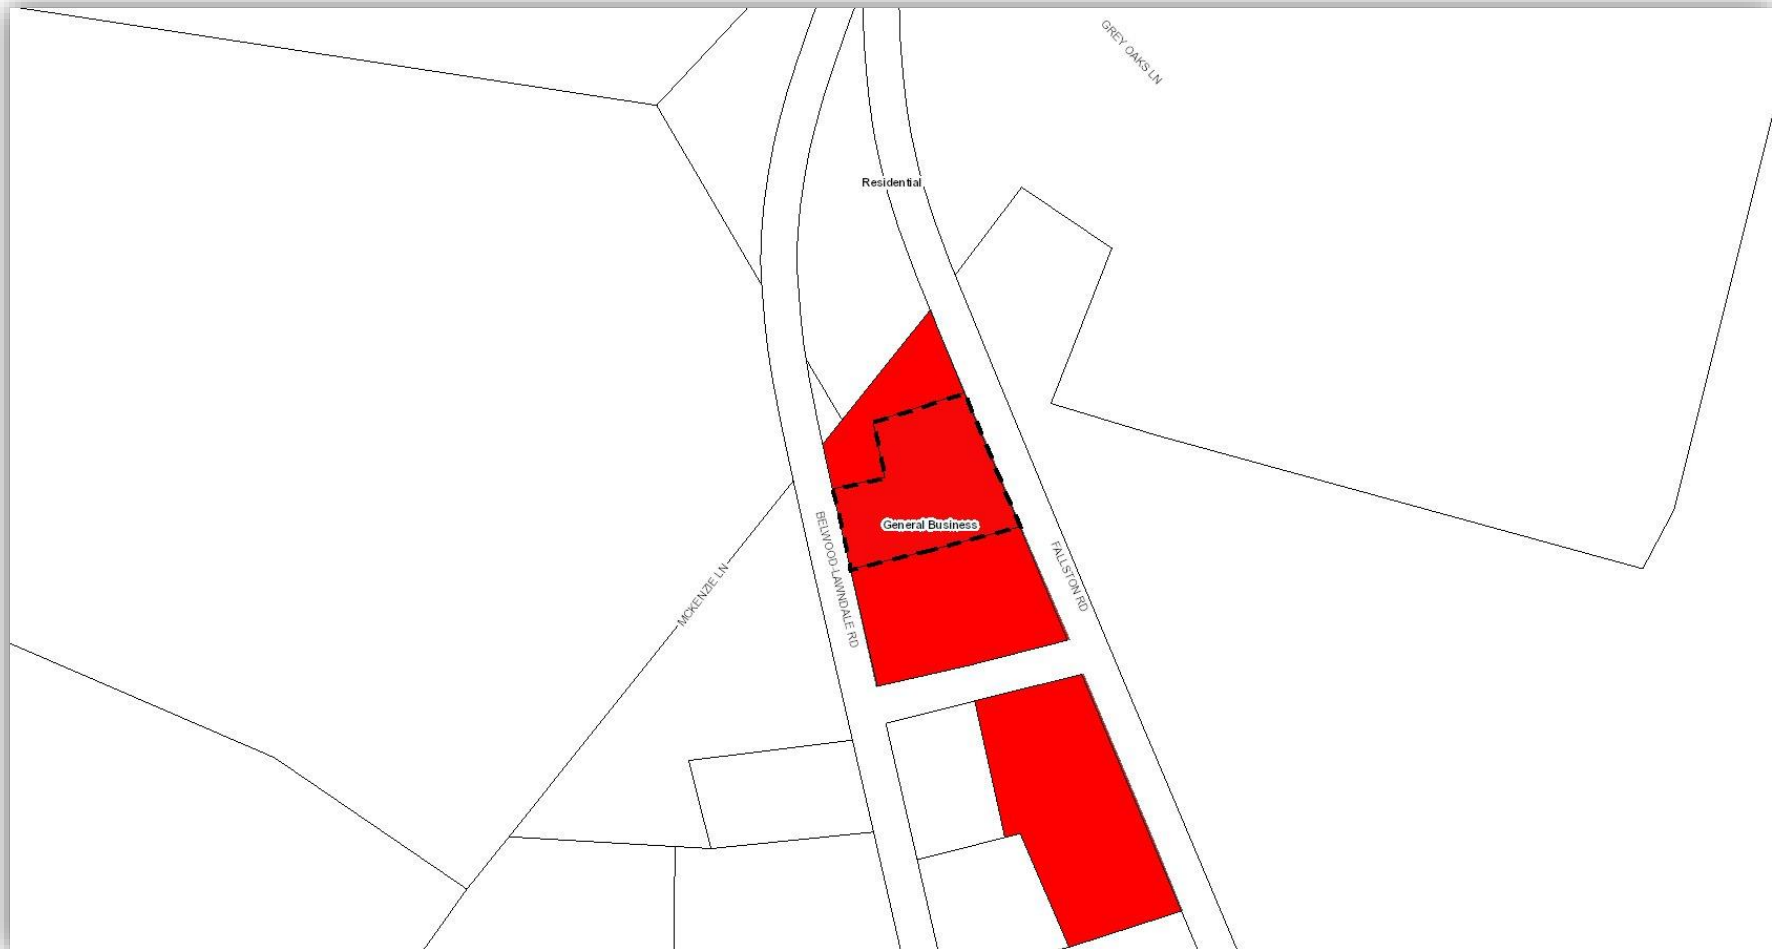 GREY OAKS LN
Residential
General Business
BELWOOD-LAWNDALE RD
FALLSTON RD
MCKENZIE LN